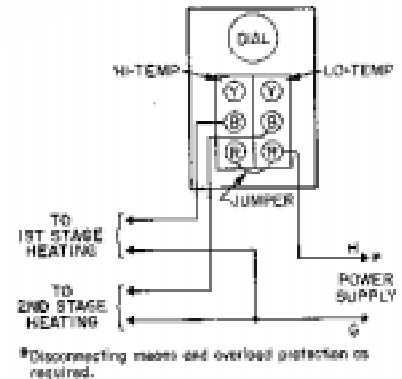 DIAL
HI-TEMP
LO-TEMP
Y Y
B B
R R
JUMPER
TO
1ST STAGE
HEATING
H
POWER
SUPPLY
TO
2ND STAGE
HEATING
G
*Disconnecting means and overload protection as
required.